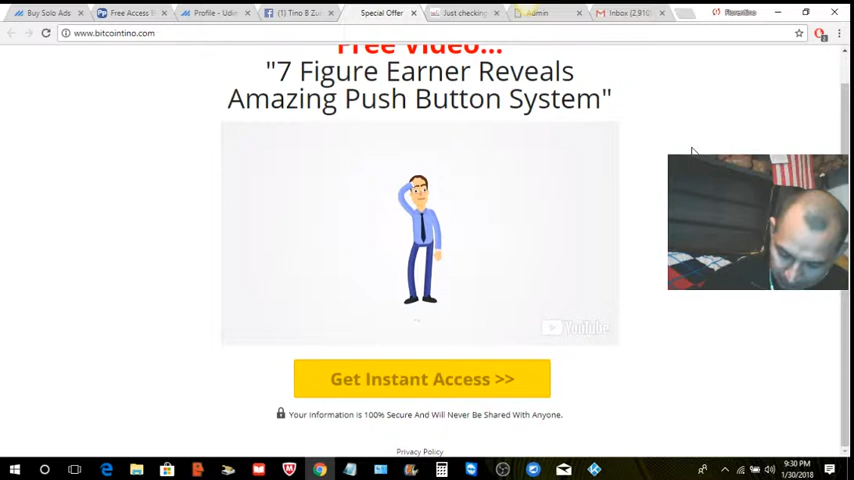 Buy Solo Ads
Free Access B
Profile - Udim
(1) Tino B Zun
Special Offer
Just checking
Admin
Inbox (2,910)
Florentino
www.bitcointino.com
Free Video...
"7 Figure Earner Reveals
Amazing Push Button System"
YouTube
Get Instant Access >>
Your Information is 100% Secure And Will Never Be Shared With Anyone.
Privacy Policy
9:30 PM
1/30/2018